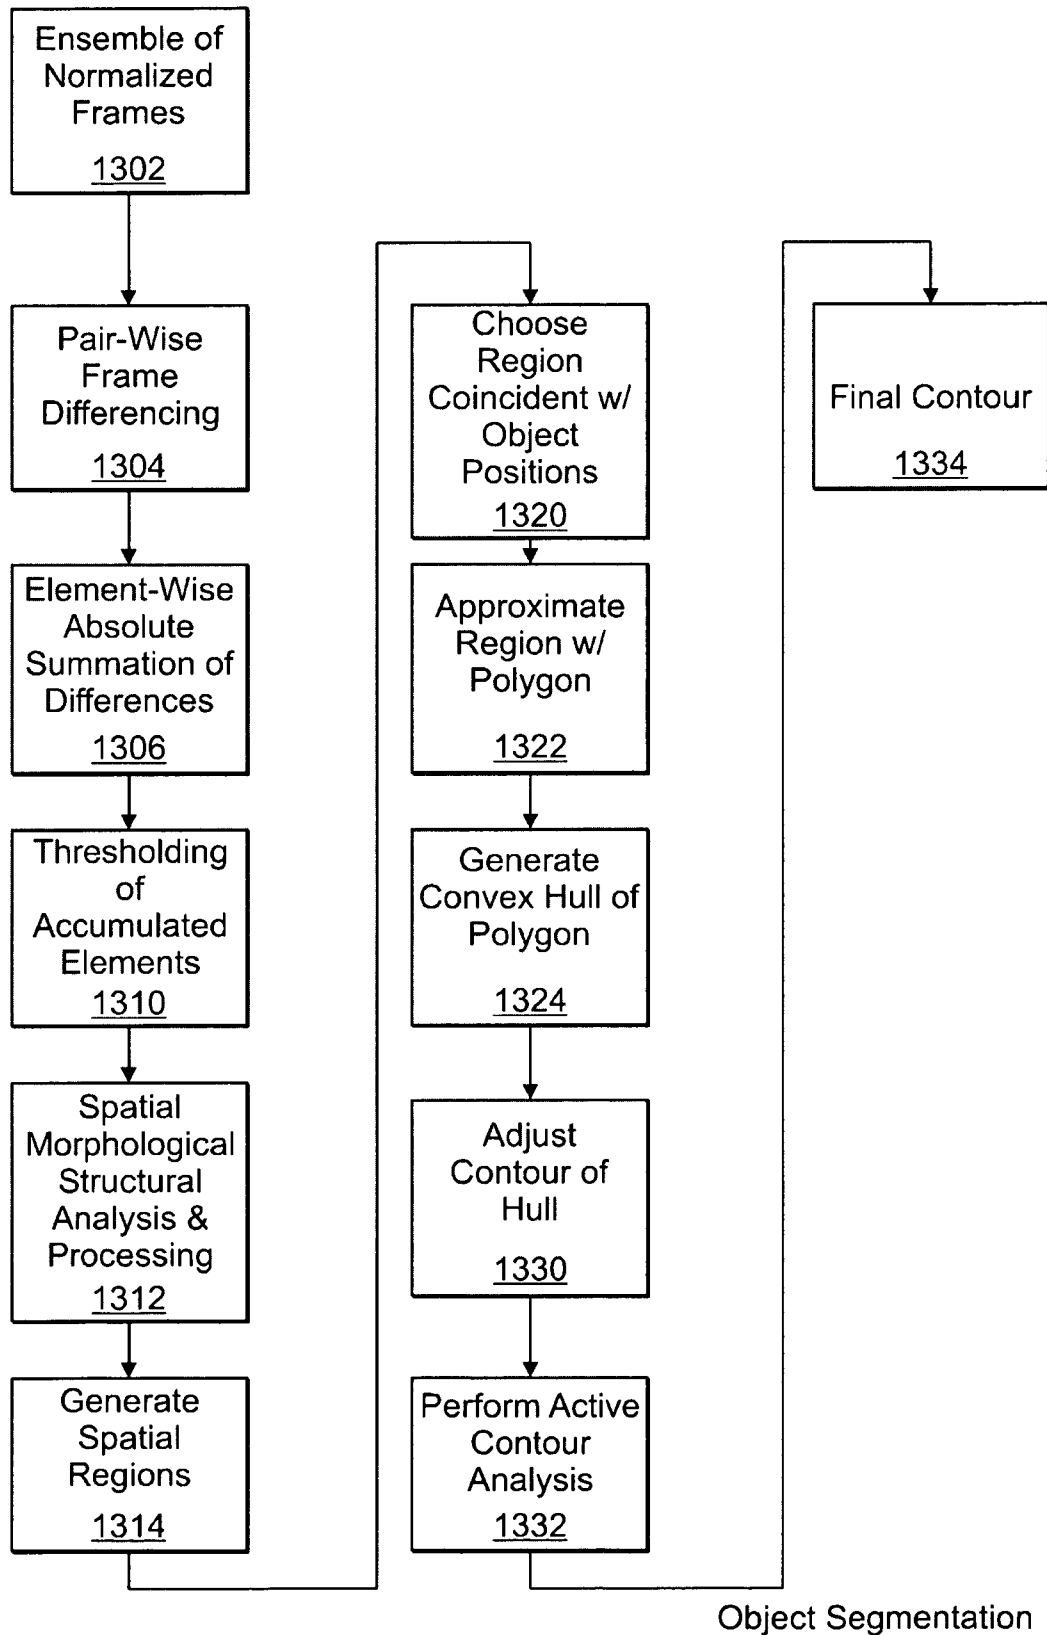 Ensemble of
Normalized
Frames
1302
Pair-Wise
Frame
Differencing
1304
Element-Wise
Absolute
Summation of
Differences
1306
Thresholding
of
Accumulated
Elements
1310
Spatial
Morphological
Structural
Analysis &
Processing
1312
Generate
Spatial
Regions
1314
Choose
Region
Coincident w/
Object
Positions
1320
Approximate
Region w/
Polygon
1322
Generate
Convex Hull of
Polygon
1324
Adjust
Contour of
Hull
1330
Perform Active
Contour
Analysis
1332
Final Contour
1334
Object Segmentation